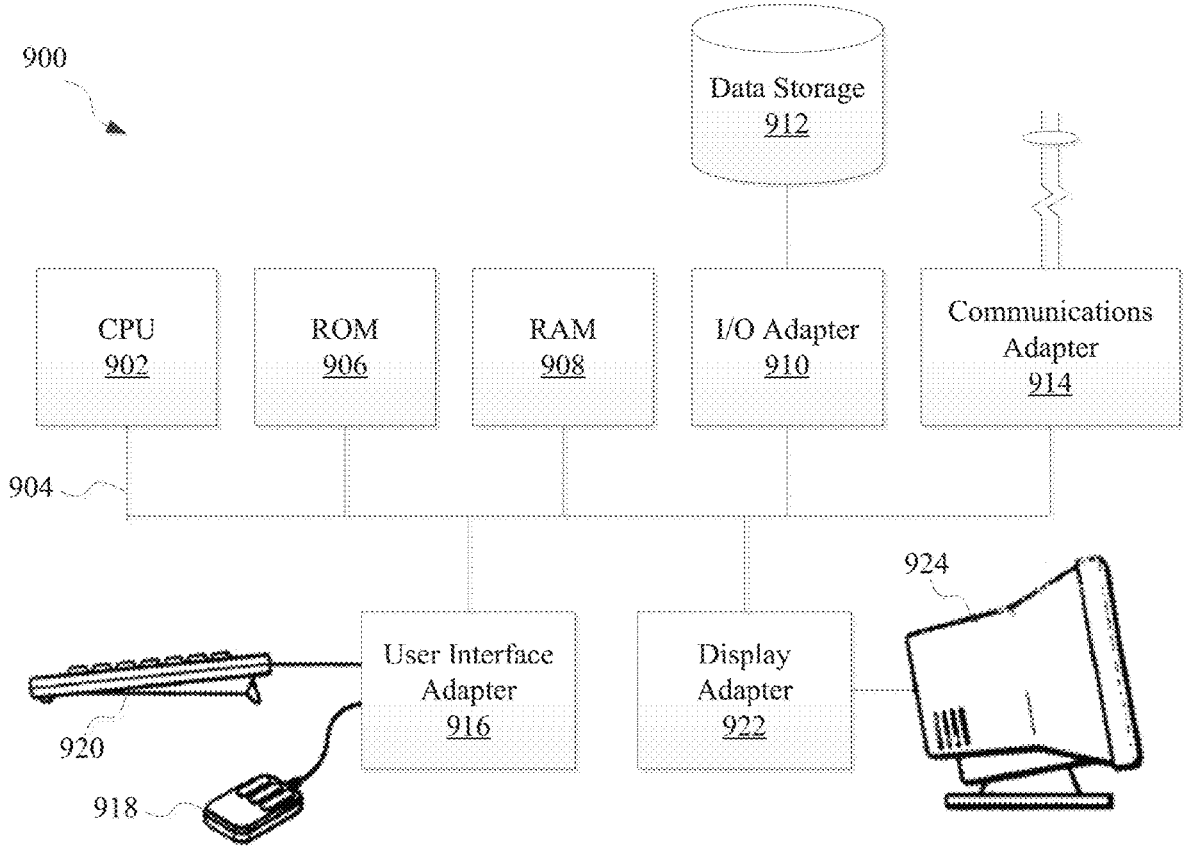 900
Data Storage
912
CPU
902
ROM
906
RAM
908
I/O Adapter
910
Communications
Adapter
914
904
924
User Interface
Adapter
916
Display
Adapter
922
920
918